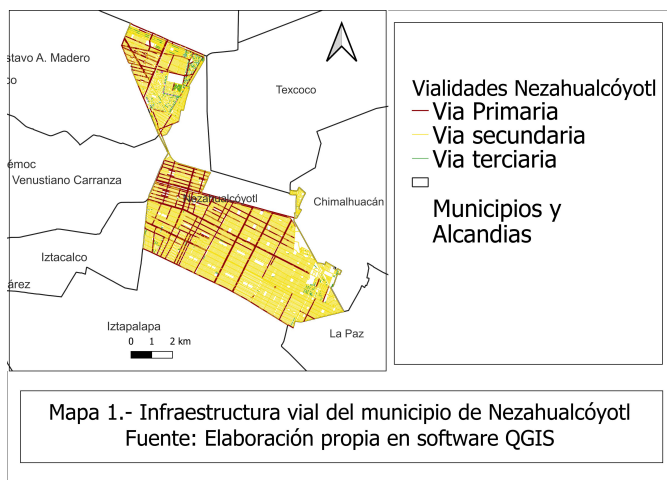 stavo A. Madero
co
Texcoco
émoc
Venustiano Carranza
Nezahualcóyotl
Chimalhuacán
Iztacalco
árez
Iztapalapa
La Paz
0 1 2 km
Vialidades Nezahualcóyotl
Via Primaria
Via secundaria
Via terciaria
Municipios y
Alcandias
Mapa 1.- Infraestructura vial del municipio de Nezahualcóyotl
Fuente: Elaboración propia en software QGIS